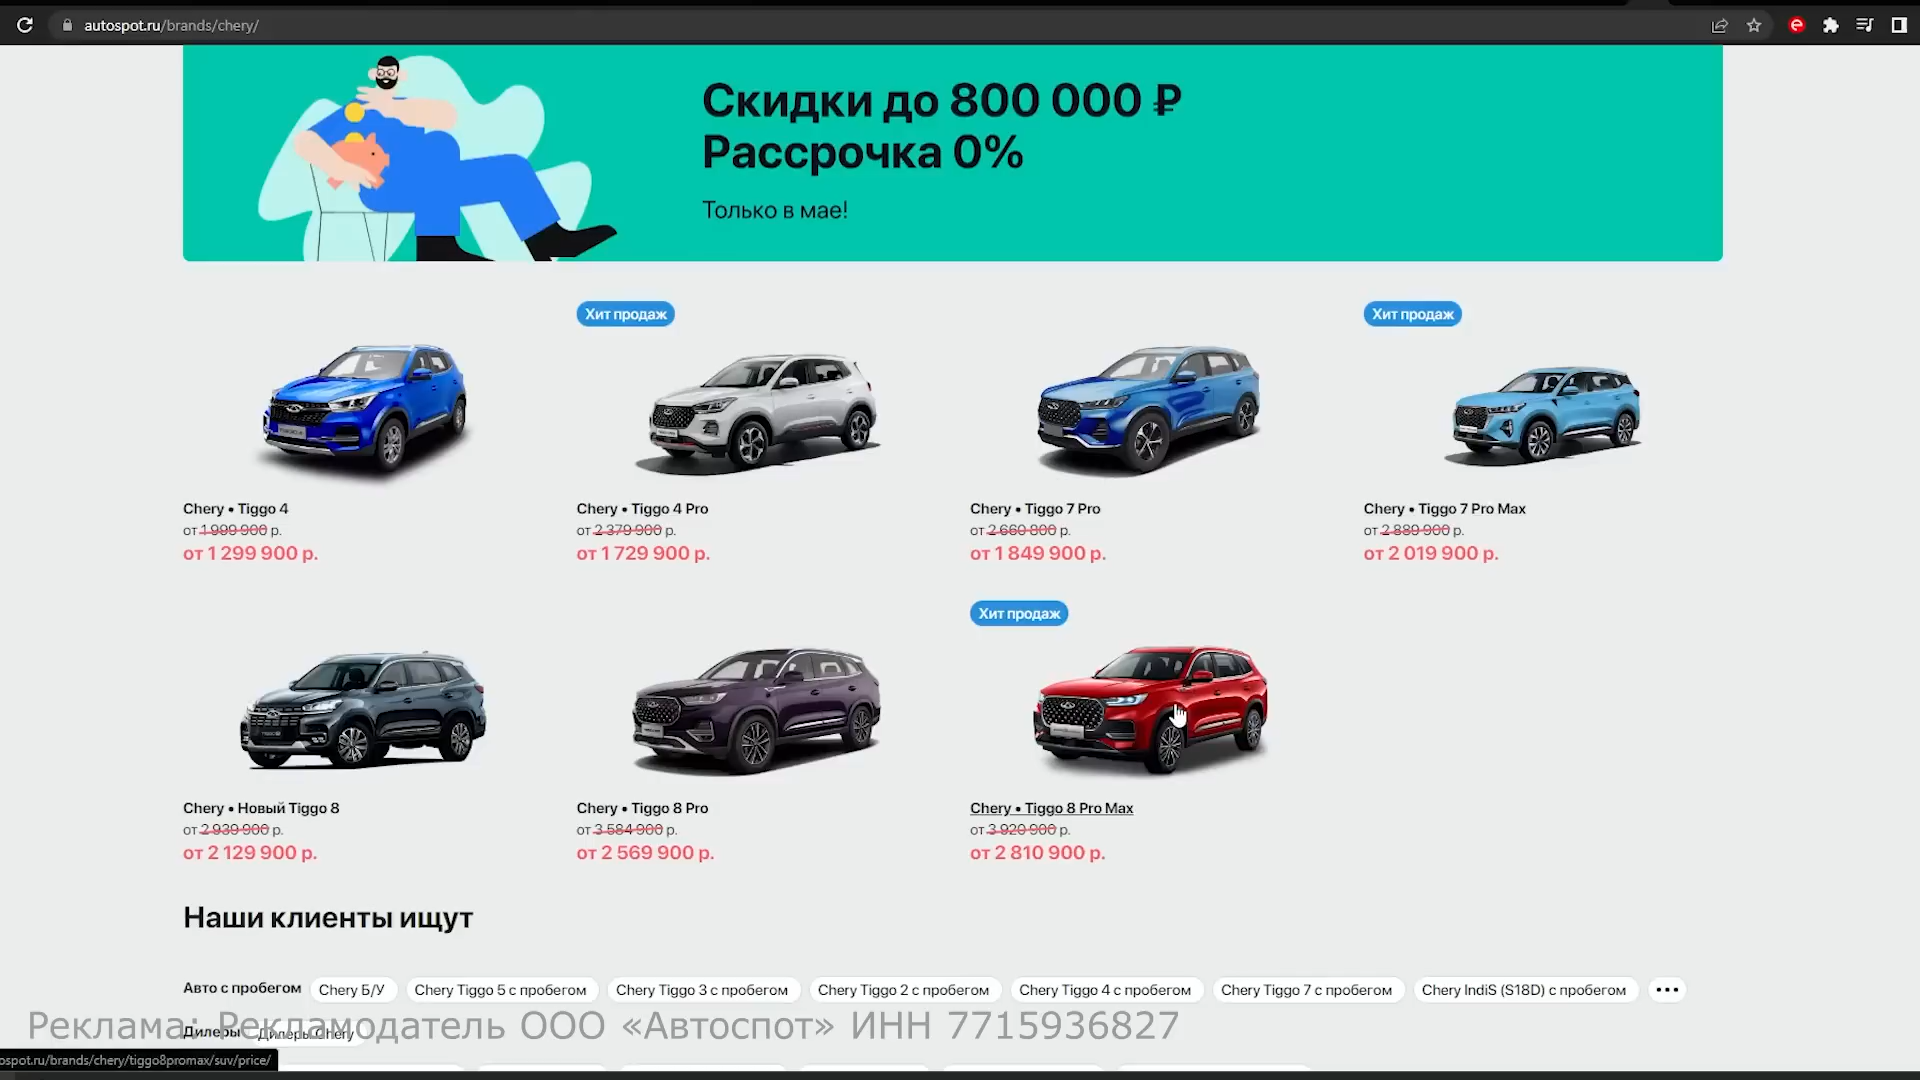 autospot.ru/brands/chery/
Скидки до 800 000 ₽
Рассрочка 0%
Только в мае!
Хит продаж
Хит продаж
Chery • Tiggo 4
от 1 999 900 р.
от 1 299 900 р.
Chery • Tiggo 4 Pro
от 2 379 900 р.
от 1 729 900 р.
Chery • Tiggo 7 Pro
от 2 660 800 р.
от 1 849 900 р.
Chery • Tiggo 7 Pro Max
от 2 889 900 р.
от 2 019 900 р.
Хит продаж
Chery • Новый Tiggo 8
от 2 939 900 р.
от 2 129 900 р.
Chery • Tiggo 8 Pro
от 3 584 900 р.
от 2 569 900 р.
Chery • Tiggo 8 Pro Max
от 3 920 900 р.
от 2 810 900 р.
Наши клиенты ищут
Авто с пробегом Chery Б/У Chery Tiggo 5 с пробегом Chery Tiggo 3 с пробегом Chery Tiggo 2 с пробегом Chery Tiggo 4 с пробегом Chery Tiggo 7 с пробегом Chery IndiS (S18D) с пробегом
Дилеры Дилеры Chery
Реклама: Рекламодатель ООО «Автоспот» ИНН 7715936827
ospot.ru/brands/chery/tiggo8promax/suv/price/